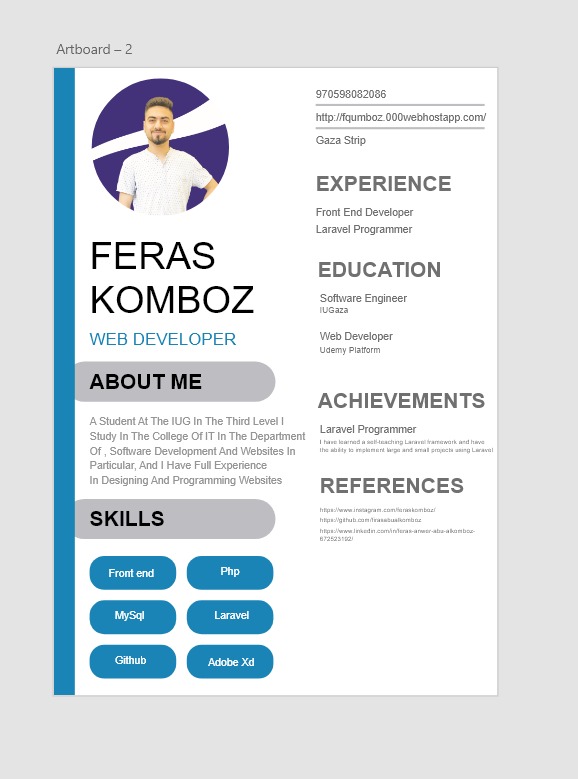 Artboard – 2
FERAS
KOMBOZ
WEB DEVELOPER
ABOUT ME
A Student At The IUG In The Third Level I
Study In The College Of IT In The Department
Of , Software Development And Websites In
Particular, And I Have Full Experience
In Designing And Programming Websites
SKILLS
Front end
Php
MySql
Laravel
Github
Adobe Xd
970598082086
http://fqumboz.000webhostapp.com/
Gaza Strip
EXPERIENCE
Front End Developer
Laravel Programmer
EDUCATION
Software Engineer
IUGaza
Web Developer
Udemy Platform
ACHIEVEMENTS
Laravel Programmer
I have learned a self-teaching Laravel framework and have
the ability to implement large and small projects using Laravel
REFERENCES
https://www.instagram.com/feraskomboz/
https://github.com/firasabualkomboz
https://www.linkedin.com/in/feras-anwer-abu-alkomboz-
672523192/